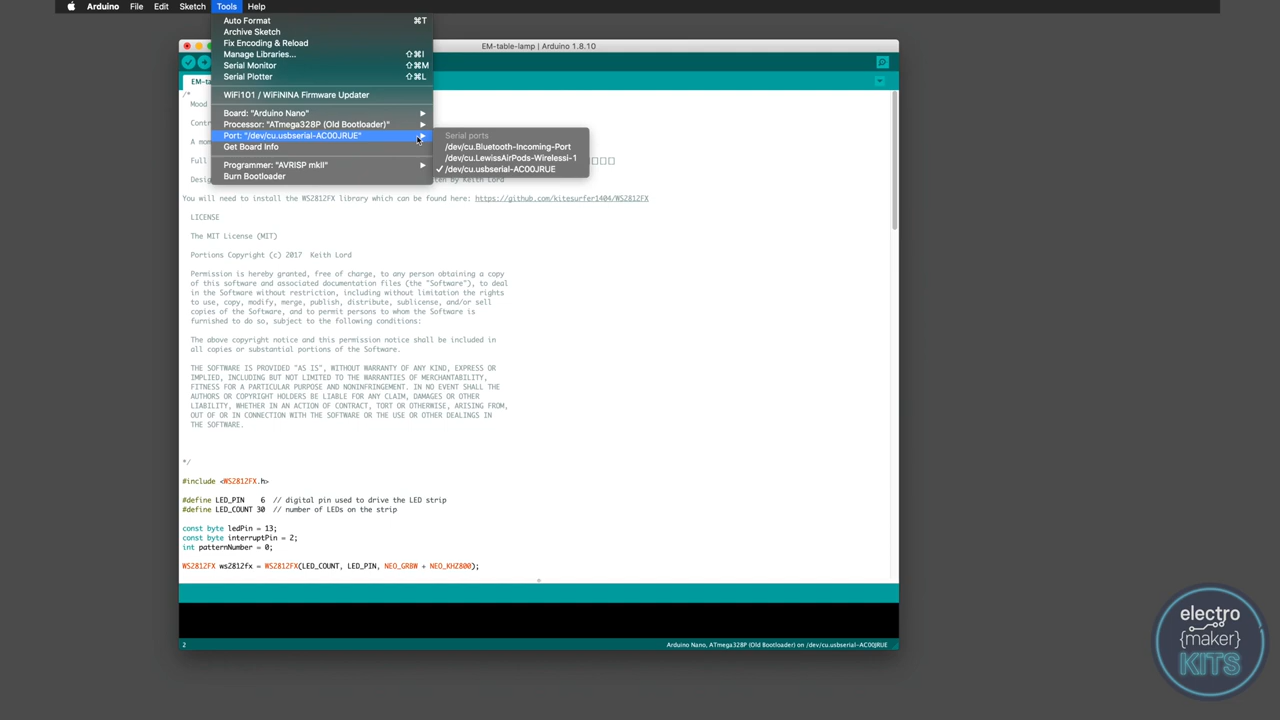 Arduino File Edit Sketch Tools Help
Auto Format ⌘T
Archive Sketch
Fix Encoding & Reload
Manage Libraries... ⇧⌘I
Serial Monitor ⇧⌘M
Serial Plotter ⇧⌘L
WiFi101 / WiFiNINA Firmware Updater
Board: "Arduino Nano"
Processor: "ATmega328P (Old Bootloader)"
Port: "/dev/cu.usbserial-AC00JRUE"
Get Board Info
Programmer: "AVRISP mkII"
Burn Bootloader
Serial ports
/dev/cu.Bluetooth-Incoming-Port
/dev/cu.LewissAirPods-Wirelessi-1
✓ /dev/cu.usbserial-AC00JRUE
EM-table-lamp | Arduino 1.8.10
EM-ta
/*
Mood
Contr
A mom
Full
Desig
ten by Keith Lord
You will need to install the WS2812FX library which can be found here: https://github.com/kitesurfer1404/WS2812FX
LICENSE
The MIT License (MIT)
Portions Copyright (c) 2017 Keith Lord
Permission is hereby granted, free of charge, to any person obtaining a copy
of this software and associated documentation files (the "Software"), to deal
in the Software without restriction, including without limitation the rights
to use, copy, modify, merge, publish, distribute, sublicense, and/or sell
copies of the Software, and to permit persons to whom the Software is
furnished to do so, subject to the following conditions:
The above copyright notice and this permission notice shall be included in
all copies or substantial portions of the Software.
THE SOFTWARE IS PROVIDED "AS IS", WITHOUT WARRANTY OF ANY KIND, EXPRESS OR
IMPLIED, INCLUDING BUT NOT LIMITED TO THE WARRANTIES OF MERCHANTABILITY,
FITNESS FOR A PARTICULAR PURPOSE AND NONINFRINGEMENT. IN NO EVENT SHALL THE
AUTHORS OR COPYRIGHT HOLDERS BE LIABLE FOR ANY CLAIM, DAMAGES OR OTHER
LIABILITY, WHETHER IN AN ACTION OF CONTRACT, TORT OR OTHERWISE, ARISING FROM,
OUT OF OR IN CONNECTION WITH THE SOFTWARE OR THE USE OR OTHER DEALINGS IN
THE SOFTWARE.
*/
#include <WS2812FX.h>
#define LED_PIN 6 // digital pin used to drive the LED strip
#define LED_COUNT 30 // number of LEDs on the strip
const byte ledPin = 13;
const byte interruptPin = 2;
int patternNumber = 0;
WS2812FX ws2812fx = WS2812FX(LED_COUNT, LED_PIN, NEO_GRBW + NEO_KHZ800);
2
Arduino Nano, ATmega328P (Old Bootloader) on /dev/cu.usbserial-AC00JRUE
electro
{maker}
KITS